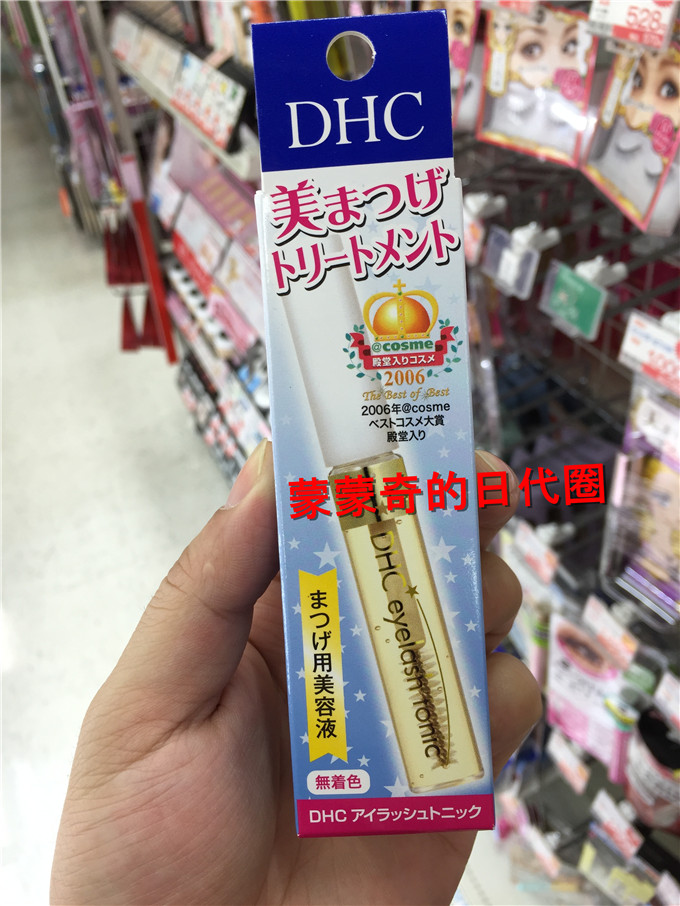 528
DHC
美まつげ
トリートメント
@cosme
殿堂入りコスメ
2006
The Best of Best
2006年@cosme
ベストコスメ大賞
殿堂入り
蒙蒙奇的日代圈
DHC eyelash tonic
まつげ用美容液
無着色
DHC アイラッシュトニック